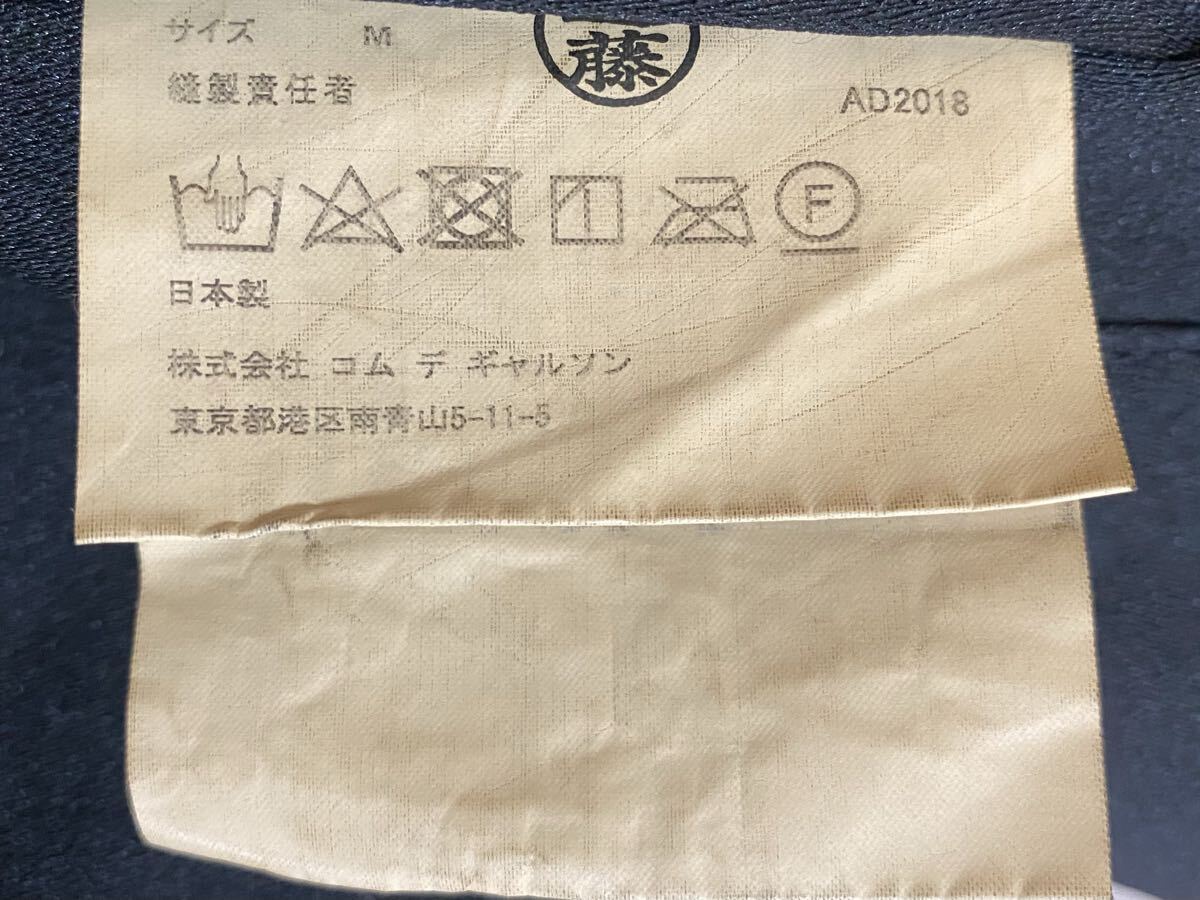 サイズ M
藤
縫製責任者
AD2018
F
日本製
株式会社 コム デ ギャルソン
東京都港区南青山5-11-5